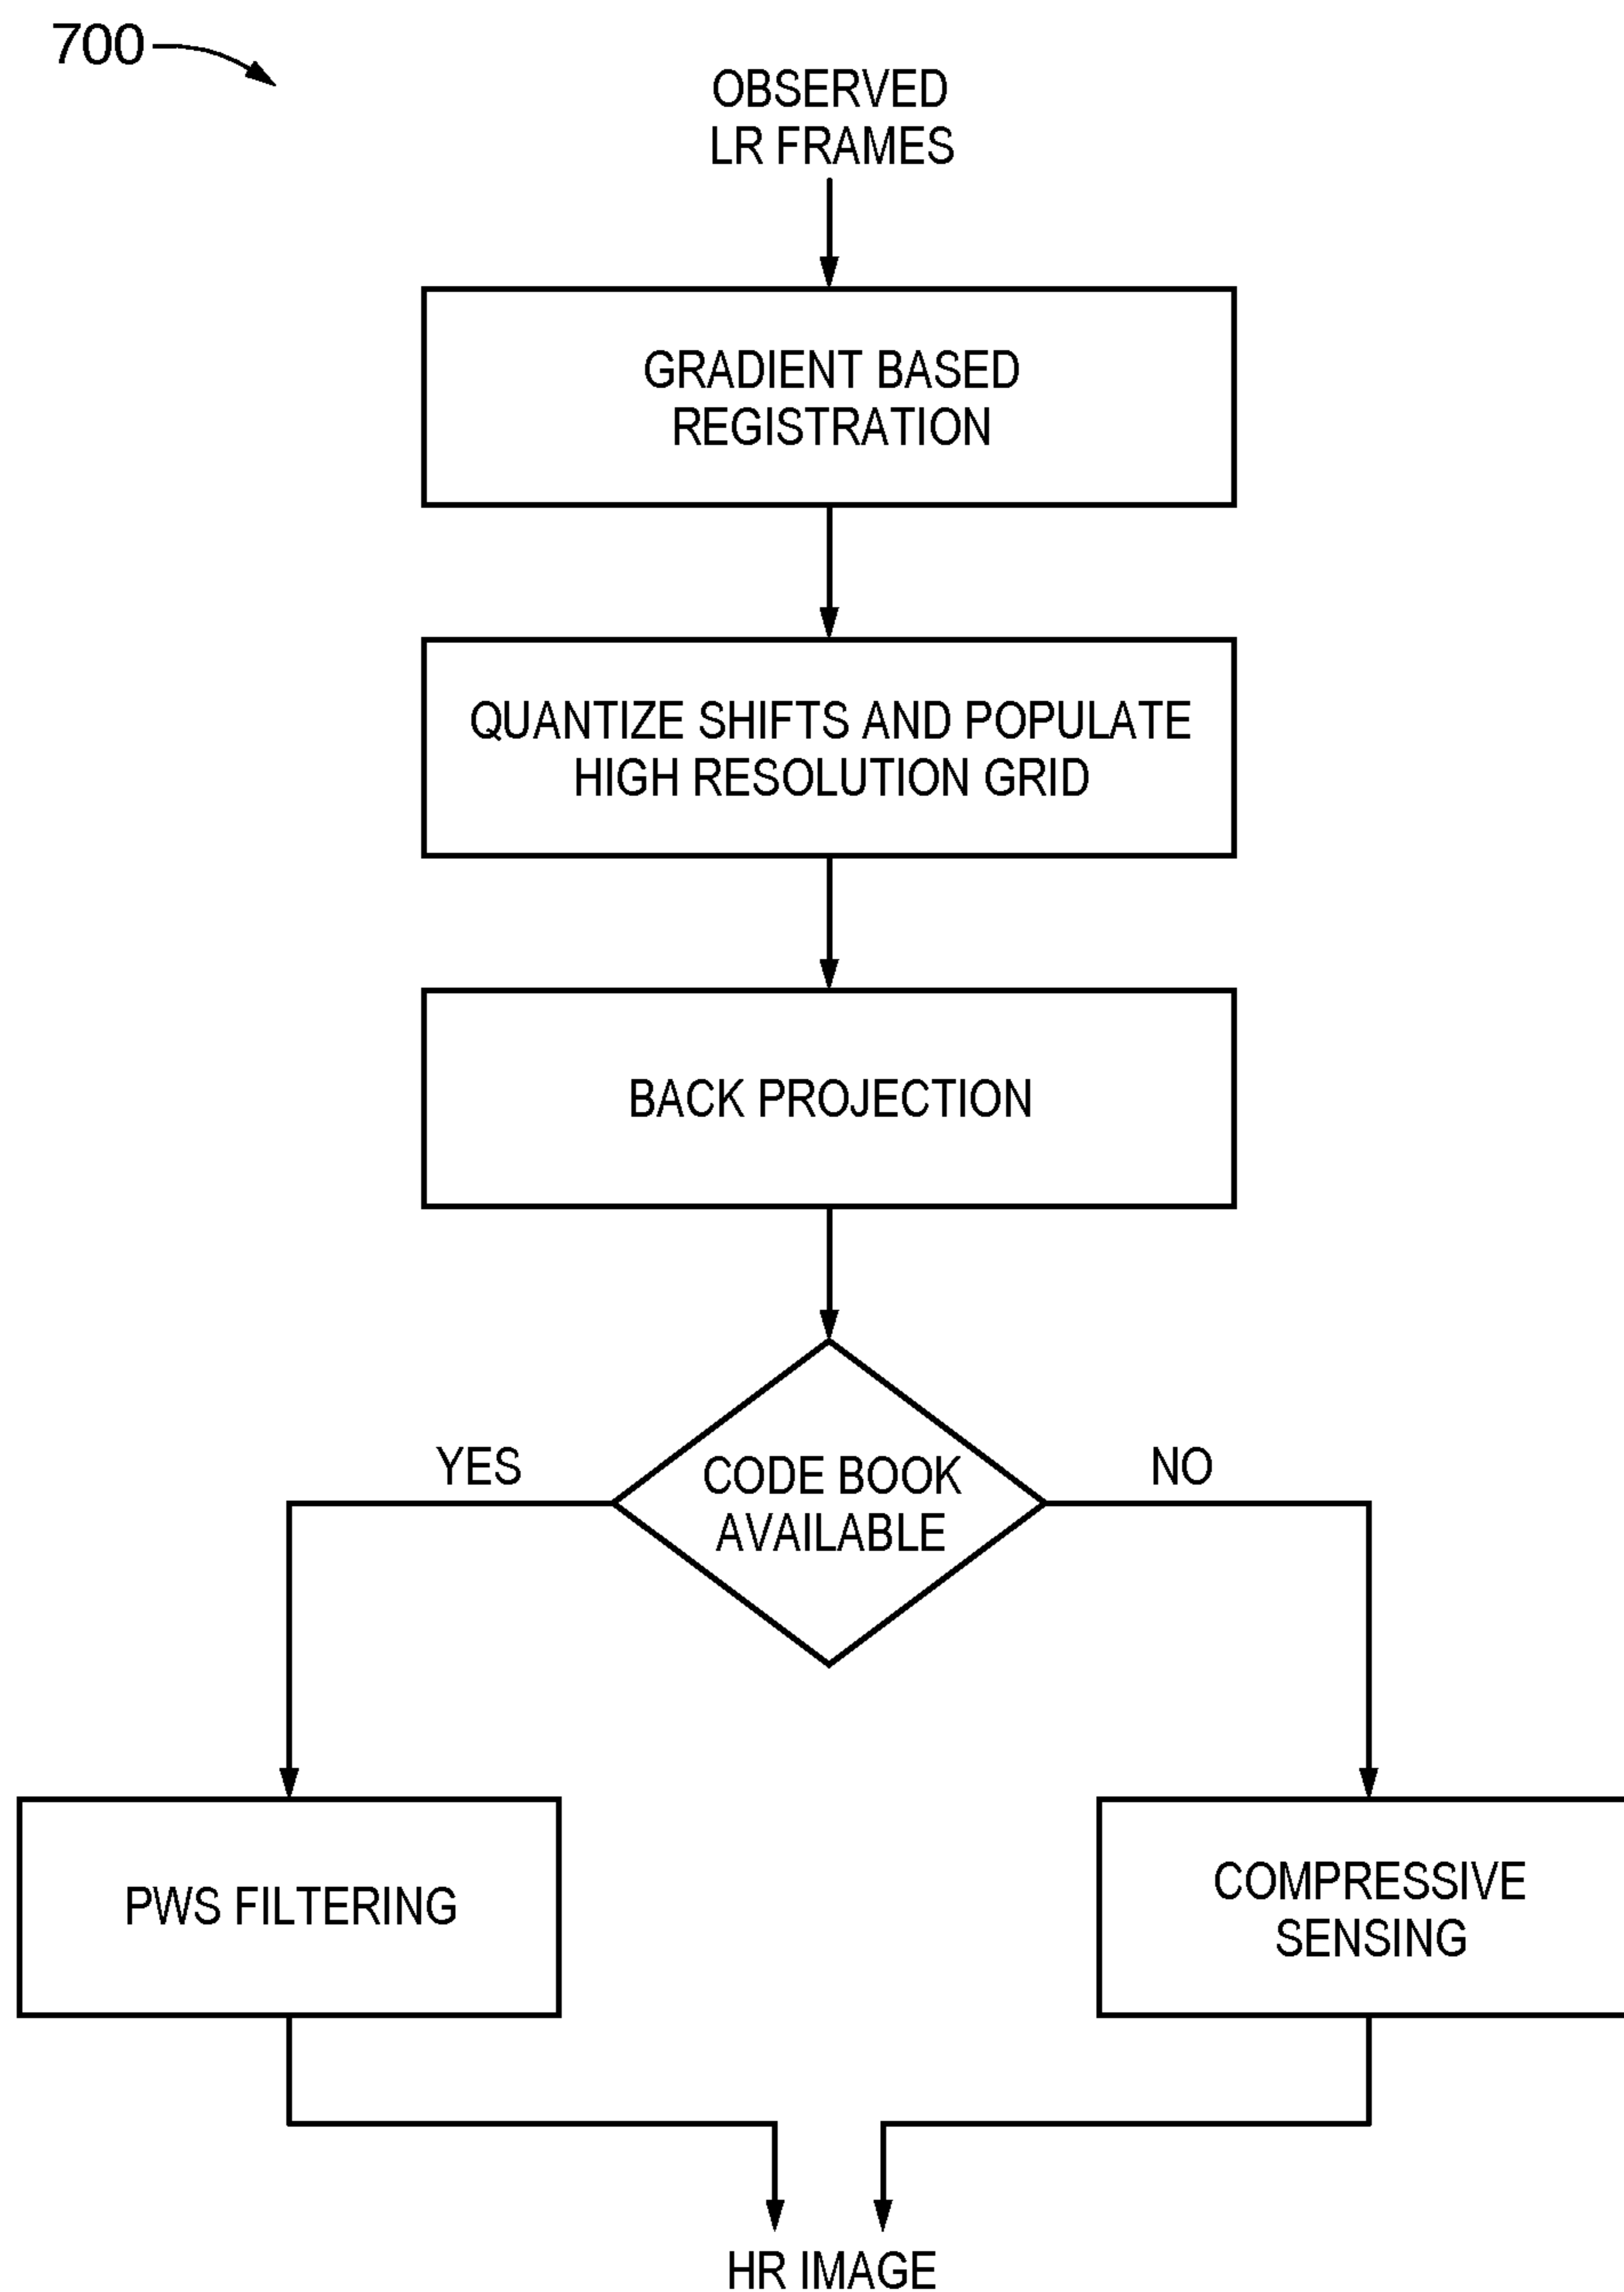 700
OBSERVED
LR FRAMES
GRADIENT BASED
REGISTRATION
QUANTIZE SHIFTS AND POPULATE
HIGH RESOLUTION GRID
BACK PROJECTION
YES
CODE BOOK
AVAILABLE
NO
PWS FILTERING
COMPRESSIVE
SENSING
HR IMAGE